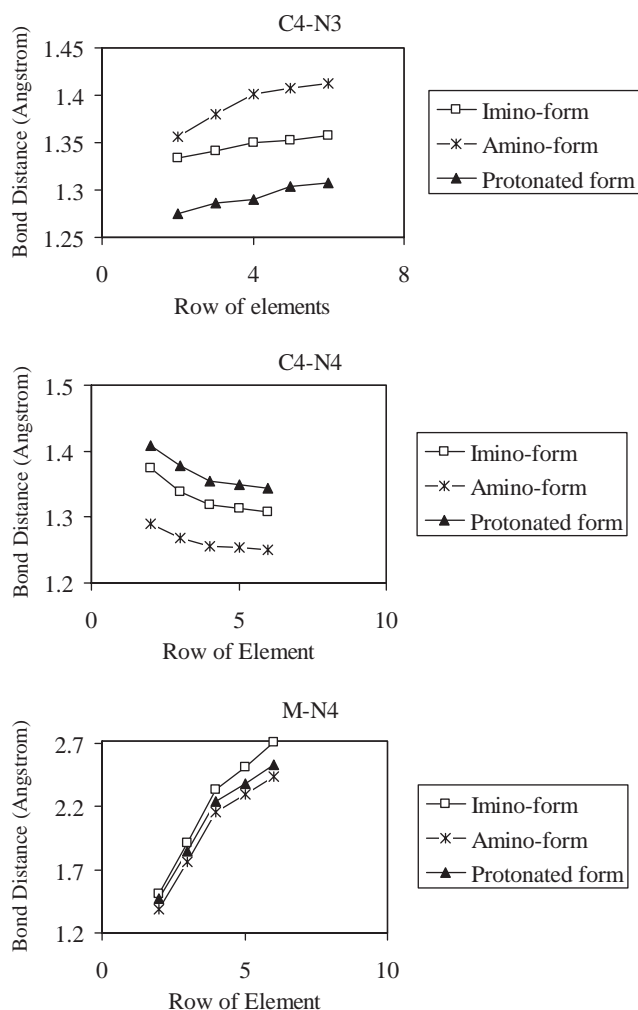 C4-N3
Bond Distance (Angstrom)
1.45
1.4
1.35
1.3
1.25
0
4
8
Row of elements
Imino-form
Amino-form
Protonated form
C4-N4
Bond Distance (Angstrom)
1.5
1.4
1.3
1.2
0
5
10
Row of Element
Imino-form
Amino-form
Protonated form
M-N4
Bond Distance (Angstrom)
2.7
2.2
1.7
1.2
0
5
10
Row of Element
Imino-form
Amino-form
Protonated form